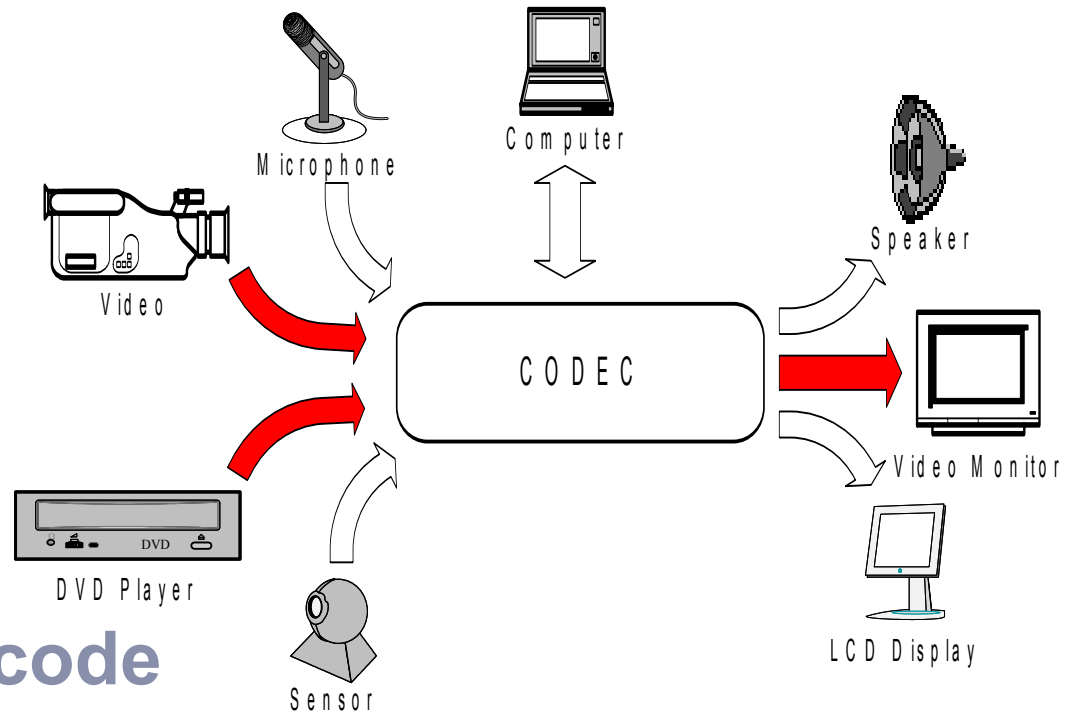 Microphone
Computer
Speaker
Video
CODEC
Video Monitor
DVD
DVD Player
LCD Display
code
Sensor